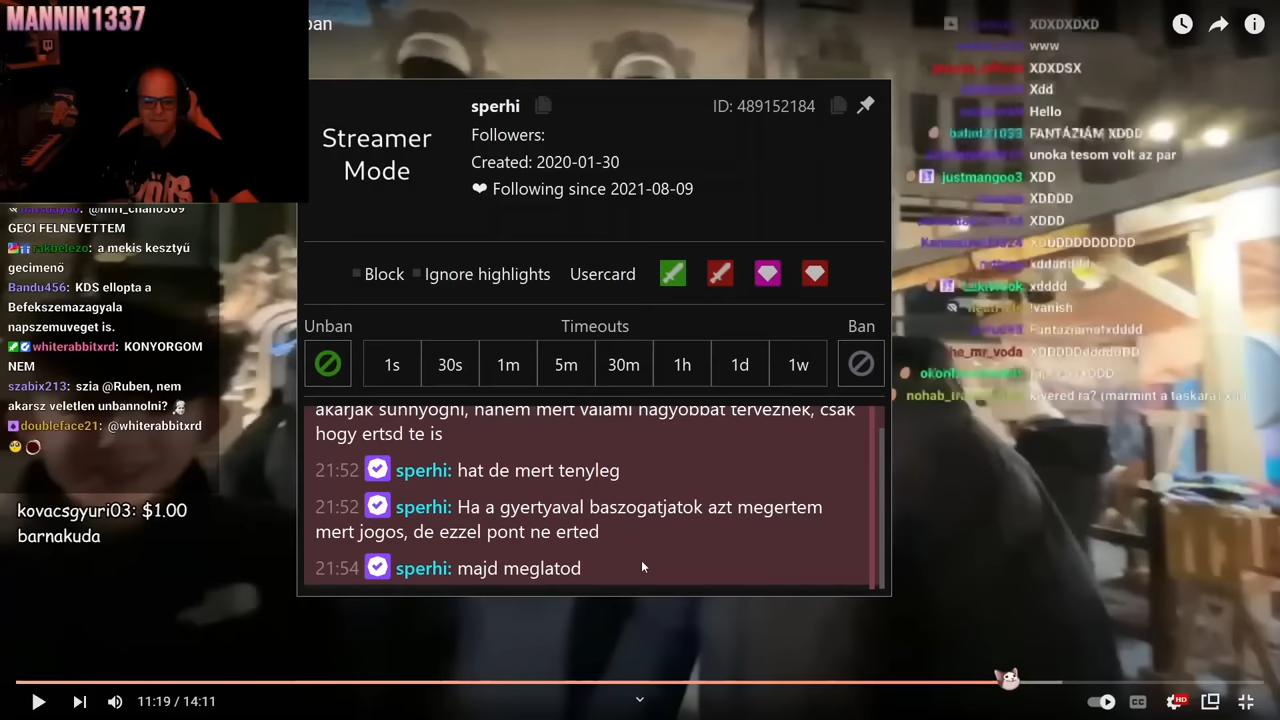 MANNIN1337
ban
sperhi
ID: 489152184
Streamer
Mode
Followers:
Created: 2020-01-30
Following since 2021-08-09
Block
Ignore highlights
Usercard
Unban
Timeouts
Ban
1s
30s
1m
5m
30m
1h
1d
1w
akarjak sunnyogni, hanem mert valami nagyobbat terveznek, csak
hogy ertsd te is
21:52 sperhi: hat de mert tenyleg
21:52 sperhi: Ha a gyertyaval baszogatjatok azt megertem
mert jogos, de ezzel pont ne erted
21:54 sperhi: majd meglatod
GECI FELNEVETTEM
: a mekis kesztyű
gecimenö
Bandu456: KDS ellopta a
Befekszemazagyala
napszemuveget is.
whiterabbitxrd: KONYORGOM
NEM
szabix213: szia @Ruben, nem
akarsz veletlen unbannolni?
doubleface21: @whiterabbitxrd
kovacsgyuri03: $1.00
barnakuda
XDXDXDXD
www
XDXDSX
Xdd
Hello
FANTÁZIÁM XDDD
unoka tesom volt az par
justmangoo3 XDD
XDDDD
XDDD
xdddd
!vanish
Fantaziamatxdddd
he_mr_voda
kivered ra? (marmint a taskara)
11:19 / 14:11
CC
HD